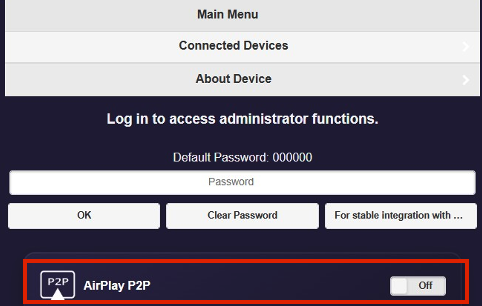 Main Menu
Connected Devices
About Device
Log in to access administrator functions.
Default Password: 000000
Password
OK Clear Password For stable integration with ...
P2P AirPlay P2P Off